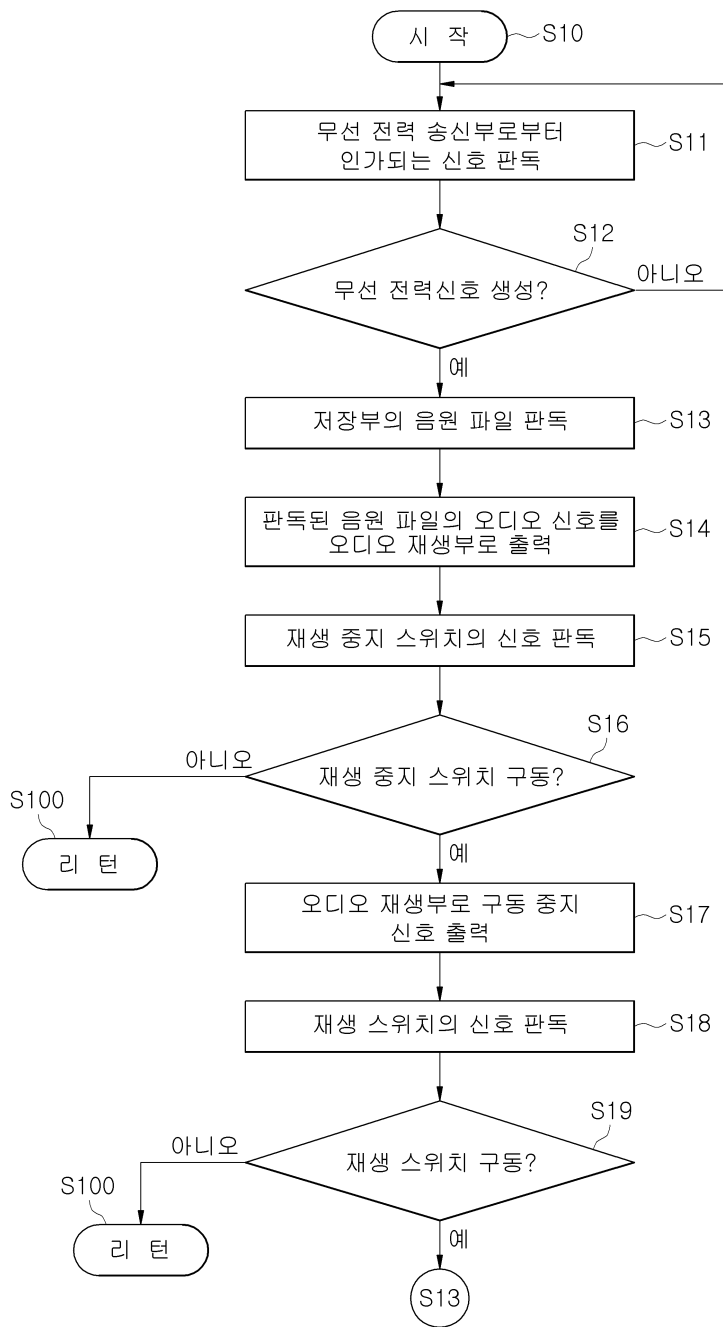 시 작
S10
무선 전력 송신부로부터
인가되는 신호 판독
S11
S12
무선 전력신호 생성?
아니오
예
저장부의 음원 파일 판독
S13
판독된 음원 파일의 오디오 신호를
오디오 재생부로 출력
S14
재생 중지 스위치의 신호 판독
S15
S16
재생 중지 스위치 구동?
아니오
S100
리 턴
예
오디오 재생부로 구동 중지
신호 출력
S17
재생 스위치의 신호 판독
S18
S19
재생 스위치 구동?
아니오
S100
리 턴
예
S13